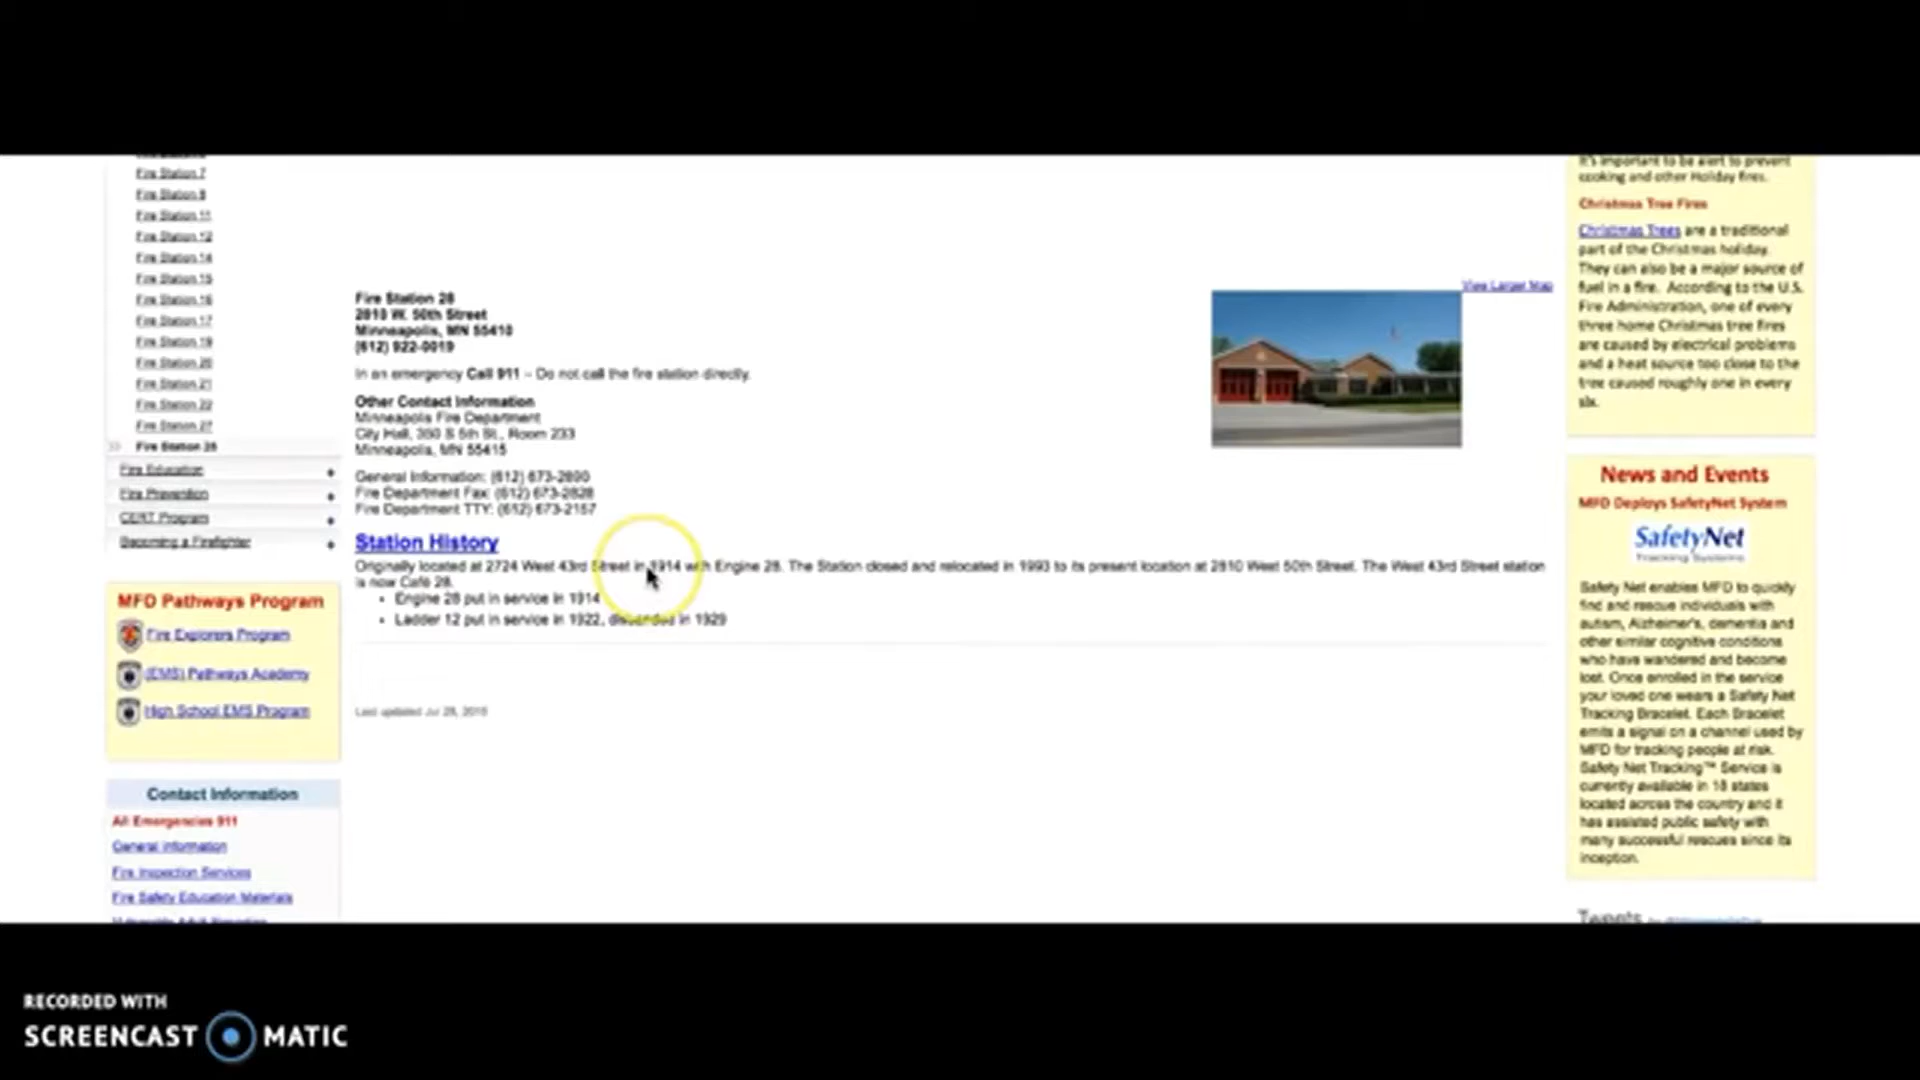 Fire Station 7
Fire Station 8
Fire Station 11
Fire Station 12
Fire Station 14
Fire Station 15
Fire Station 16
Fire Station 17
Fire Station 19
Fire Station 20
Fire Station 21
Fire Station 22
Fire Station 27
Fire Station 28
Fire Education
Fire Prevention
CERT Program
Becoming a Firefighter
MFD Pathways Program
Fire Explorers Program
(EMS) Pathways Academy
High School EMS Program
Contact Information
All Emergencies 911
General information
Fire Inspection Services
Fire Safety Education Materials
View Larger Map
Fire Station 28
2810 W. 50th Street
Minneapolis, MN 55410
(612) 922-0019
In an emergency Call 911 – Do not call the fire station directly.
Other Contact Information
Minneapolis Fire Department
City Hall, 350 S 5th St., Room 233
Minneapolis, MN 55415
General Information: (612) 673-2890
Fire Department Fax: (612) 673-2828
Fire Department TTY: (612) 673-2157
Station History
Originally located at 2724 West 43rd Street in 1914 with Engine 28. The Station closed and relocated in 1993 to its present location at 2810 West 50th Street. The West 43rd Street station
is now Café 28.
• Engine 28 put in service in 1914
• Ladder 12 put in service in 1922, disbanded in 1929
Last updated Jul 28, 2015
It's important to be alert to prevent
cooking and other Holiday fires.
Christmas Tree Fires
Christmas Trees are a traditional
part of the Christmas holiday.
They can also be a major source of
fuel in a fire. According to the U.S.
Fire Administration, one of every
three home Christmas tree fires
are caused by electrical problems
and a heat source too close to the
tree caused roughly one in every
six.
News and Events
MFD Deploys SafetyNet System
SafetyNet
Tracking Systems
Safety Net enables MFD to quickly
find and rescue individuals with
autism, Alzheimer's, dementia and
other similar cognitive conditions
who have wandered and become
lost. Once enrolled in the service
your loved one wears a Safety Net
Tracking Bracelet. Each Bracelet
emits a signal on a channel used by
MFD for tracking people at risk.
Safety Net Tracking™ Service is
currently available in 18 states
located across the country and it
has assisted public safety with
many successful rescues since its
inception.
Tweets
RECORDED WITH
SCREENCAST MATIC